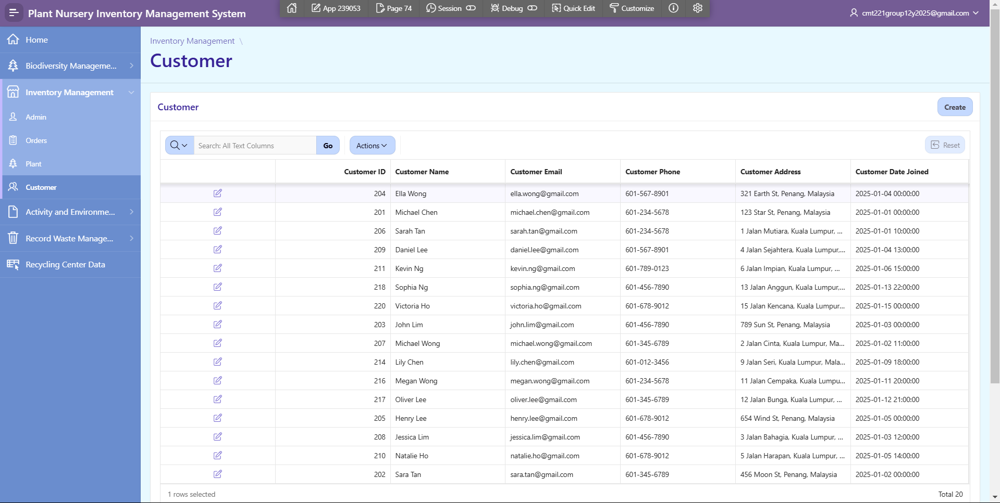 Plant Nursery Inventory Management System
App 239053
Page 74
Session
Debug
Quick Edit
Customize
cmt221group12y2025@gmail.com
Home
Biodiversity Manageme...
Inventory Management
Admin
Orders
Plant
Customer
Activity and Environme...
Record Waste Manage...
Recycling Center Data
Inventory Management \
Customer
Customer
Create
Search: All Text Columns
Go
Actions
Reset
Customer ID Customer Name Customer Email Customer Phone Customer Address Customer Date Joined
204 Ella Wong ella.wong@gmail.com 601-567-8901 321 Earth St, Penang, Malaysia 2025-01-04 00:00:00
201 Michael Chen michael.chen@gmail.com 601-234-5678 123 Star St, Penang, Malaysia 2025-01-01 00:00:00
206 Sarah Tan sarah.tan@gmail.com 601-234-5678 1 Jalan Mutiara, Kuala Lumpur, ... 2025-01-01 10:00:00
209 Daniel Lee daniel.lee@gmail.com 601-567-8901 4 Jalan Sejahtera, Kuala Lumpur,... 2025-01-04 13:00:00
211 Kevin Ng kevin.ng@gmail.com 601-789-0123 6 Jalan Impian, Kuala Lumpur, ... 2025-01-06 15:00:00
218 Sophia Ng sophia.ng@gmail.com 601-456-7890 13 Jalan Anggun, Kuala Lumpur,... 2025-01-13 22:00:00
220 Victoria Ho victoria.ho@gmail.com 601-678-9012 15 Jalan Kencana, Kuala Lumpur... 2025-01-15 00:00:00
203 John Lim john.lim@gmail.com 601-456-7890 789 Sun St, Penang, Malaysia 2025-01-03 00:00:00
207 Michael Wong michael.wong@gmail.com 601-345-6789 2 Jalan Cinta, Kuala Lumpur, Ma... 2025-01-02 11:00:00
214 Lily Chen lily.chen@gmail.com 601-012-3456 9 Jalan Seri, Kuala Lumpur, Mala... 2025-01-09 18:00:00
216 Megan Wong megan.wong@gmail.com 601-234-5678 11 Jalan Cempaka, Kuala Lumpu... 2025-01-11 20:00:00
217 Oliver Lee oliver.lee@gmail.com 601-345-6789 12 Jalan Bunga, Kuala Lumpur, ... 2025-01-12 21:00:00
205 Henry Lee henry.lee@gmail.com 601-678-9012 654 Wind St, Penang, Malaysia 2025-01-05 00:00:00
208 Jessica Lim jessica.lim@gmail.com 601-456-7890 3 Jalan Bahagia, Kuala Lumpur, ... 2025-01-03 12:00:00
210 Natalie Ho natalie.ho@gmail.com 601-678-9012 5 Jalan Harapan, Kuala Lumpur, ... 2025-01-05 14:00:00
202 Sara Tan sara.tan@gmail.com 601-345-6789 456 Moon St, Penang, Malaysia 2025-01-02 00:00:00
1 rows selected
Total 20